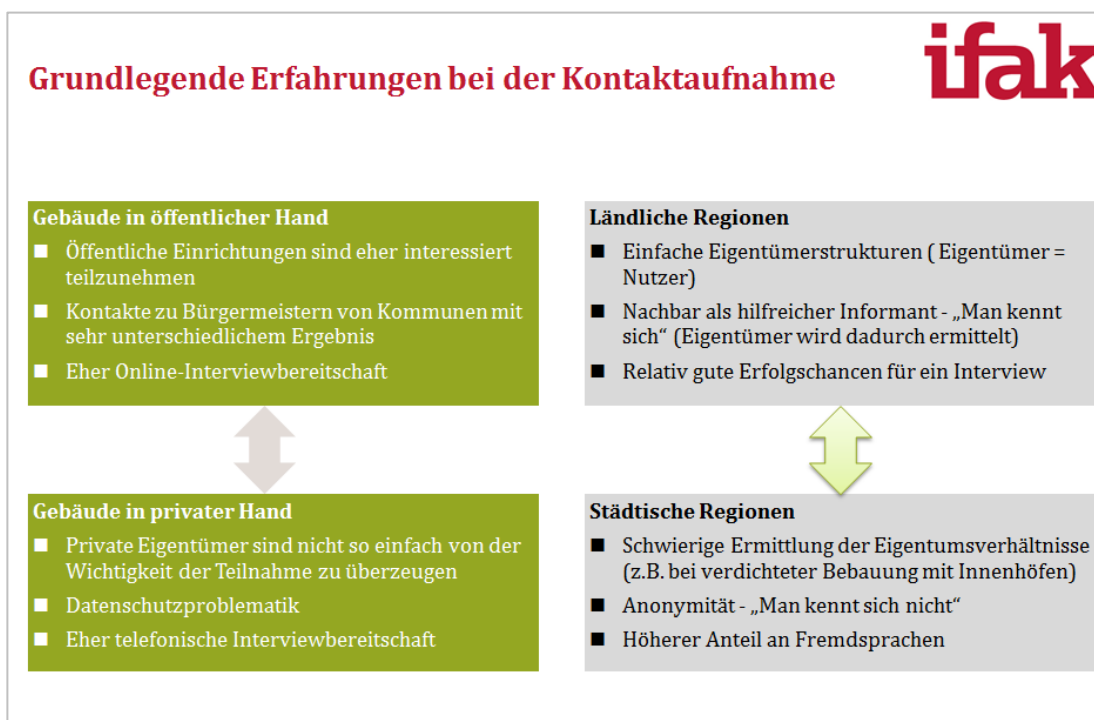 ifak
Grundlegende Erfahrungen bei der Kontaktaufnahme
Gebäude in öffentlicher Hand
Öffentliche Einrichtungen sind eher interessiert
teilzunehmen
Kontakte zu Bürgermeistern von Kommunen mit
sehr unterschiedlichem Ergebnis
Eher Online-Interviewbereitschaft
Gebäude in privater Hand
Private Eigentümer sind nicht so einfach von der
Wichtigkeit der Teilnahme zu überzeugen
Datenschutzproblematik
Eher telefonische Interviewbereitschaft
Ländliche Regionen
Einfache Eigentümerstrukturen ( Eigentümer =
Nutzer)
Nachbar als hilfreicher Informant - „Man kennt
sich“ (Eigentümer wird dadurch ermittelt)
Relativ gute Erfolgschancen für ein Interview
Städtische Regionen
Schwierige Ermittlung der Eigentumsverhältnisse
(z.B. bei verdichteter Bebauung mit Innenhöfen)
Anonymität - „Man kennt sich nicht“
Höherer Anteil an Fremdsprachen